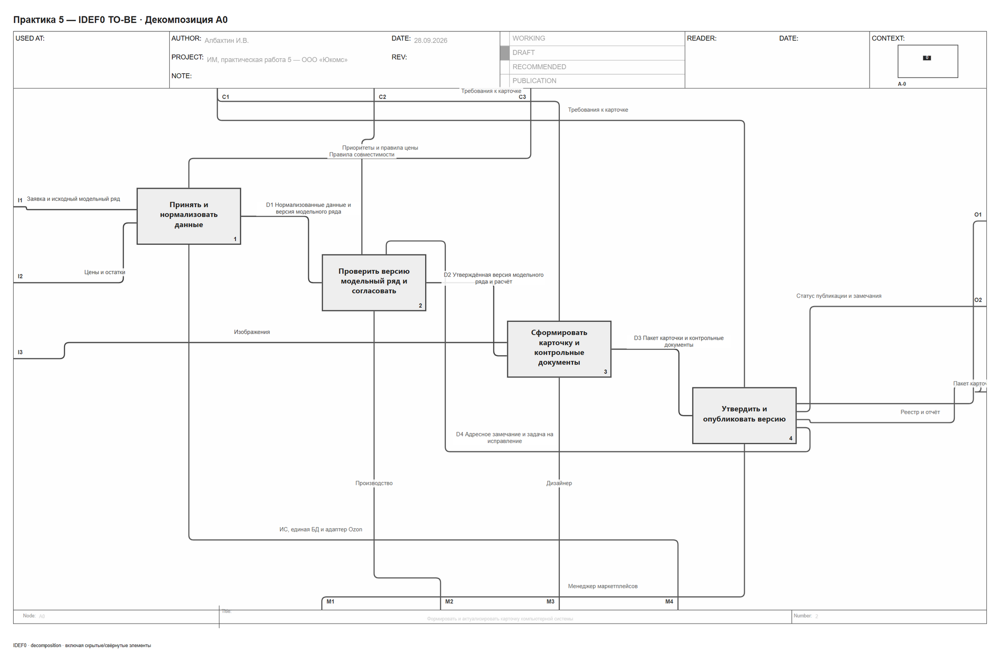 Практика 5 — IDEF0 TO-BE · Декомпозиция A0
USED AT:
AUTHOR: Албахтин И.В.
DATE: 28.09.2026
PROJECT: ИМ, практическая работа 5 — ООО «Юкомс»
REV:
NOTE:
WORKING
DRAFT
RECOMMENDED
PUBLICATION
READER:
DATE:
CONTEXT:
0
A-0
Требования к карточке
C1
C2
C3
Требования к карточке
Приоритеты и правила цены
Правила совместимости
I1
Заявка и исходный модельный ряд
Принять и
нормализовать
данные
1
D1 Нормализованные данные и
версия модельного ряда
O1
I2
Цены и остатки
Проверить версию
модельный ряд и
согласовать
2
D2 Утверждённая версия модельного
ряда и расчёт
Статус публикации и замечания
O2
Изображения
I3
Сформировать
карточку и
контрольные
документы
3
D3 Пакет карточки и контрольные
документы
Пакет карточ
Утвердить и
опубликовать версию
4
Реестр и отчёт
D4 Адресное замечание и задача на
исправление
Производство
Дизайнер
ИС, единая БД и адаптер Ozon
Менеджер маркетплейсов
M1
M2
M3
M4
Node: A0
Title:
Формировать и актуализировать карточку компьютерной системы
Number: 2
IDEF0 · decomposition · включая скрытые/свёрнутые элементы